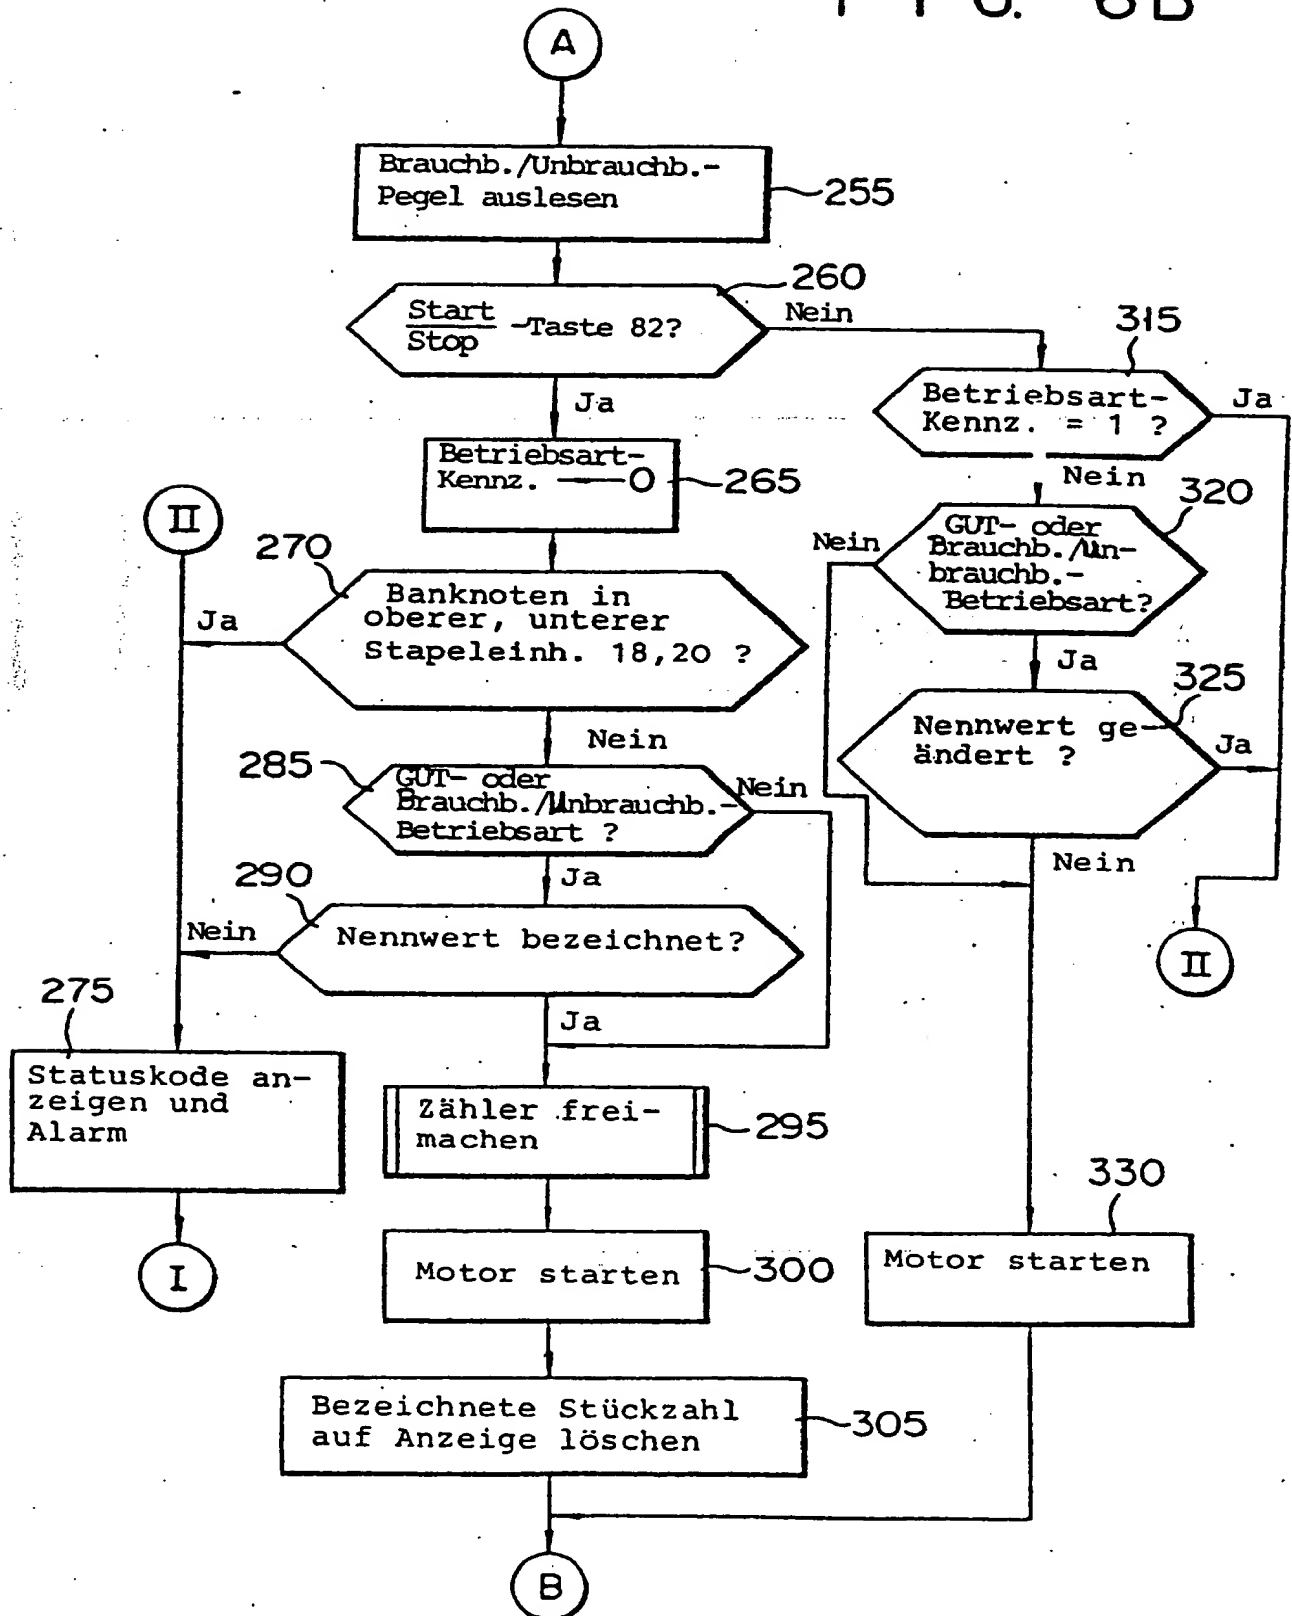 FIG. 6B
A
Brauchb./Unbrauchb.-
Pegel auslesen
255
260
Start
Stop
-Taste 82?
Nein
315
Ja
Betriebsart-
Kennz. = 1 ?
Ja
Betriebsart-
Kennz. — 0
265
Nein
320
II
270
Nein
GUT- oder
Brauchb./Un-
brauchb.-
Betriebsart?
Ja
Banknoten in
oberer, unterer
Stapeleinh. 18,20 ?
Ja
325
Nein
Nennwert ge-
ändert ?
Ja
285
GUT- oder
Brauchb./Unbrauchb.-
Betriebsart ?
Nein
Ja
Nein
290
Nein
Nennwert bezeichnet?
II
275
Ja
Statuskode an-
zeigen und
Alarm
Zähler frei-
machen
295
330
I
Motor starten
300
Motor starten
Bezeichnete Stückzahl
auf Anzeige löschen
305
B